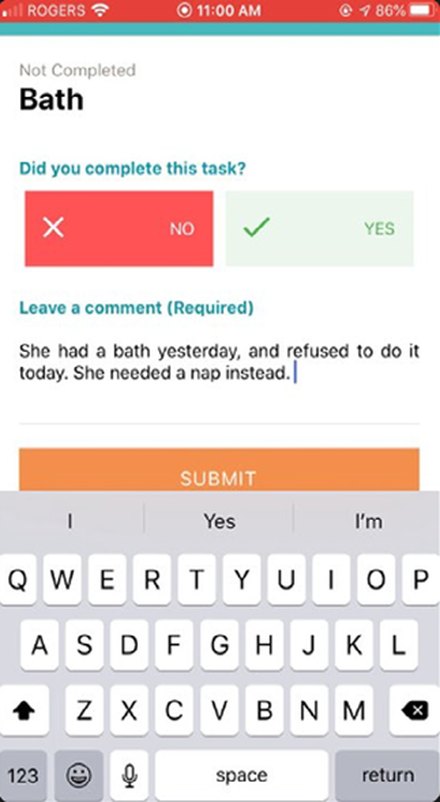 ROGERS 11:00 AM 86%
Not Completed
Bath
Did you complete this task?
NO YES
Leave a comment (Required)
She had a bath yesterday, and refused to do it
today. She needed a nap instead.
SUBMIT
I Yes I'm
Q W E R T Y U I O P
A S D F G H J K L
Z X C V B N M
123 space return